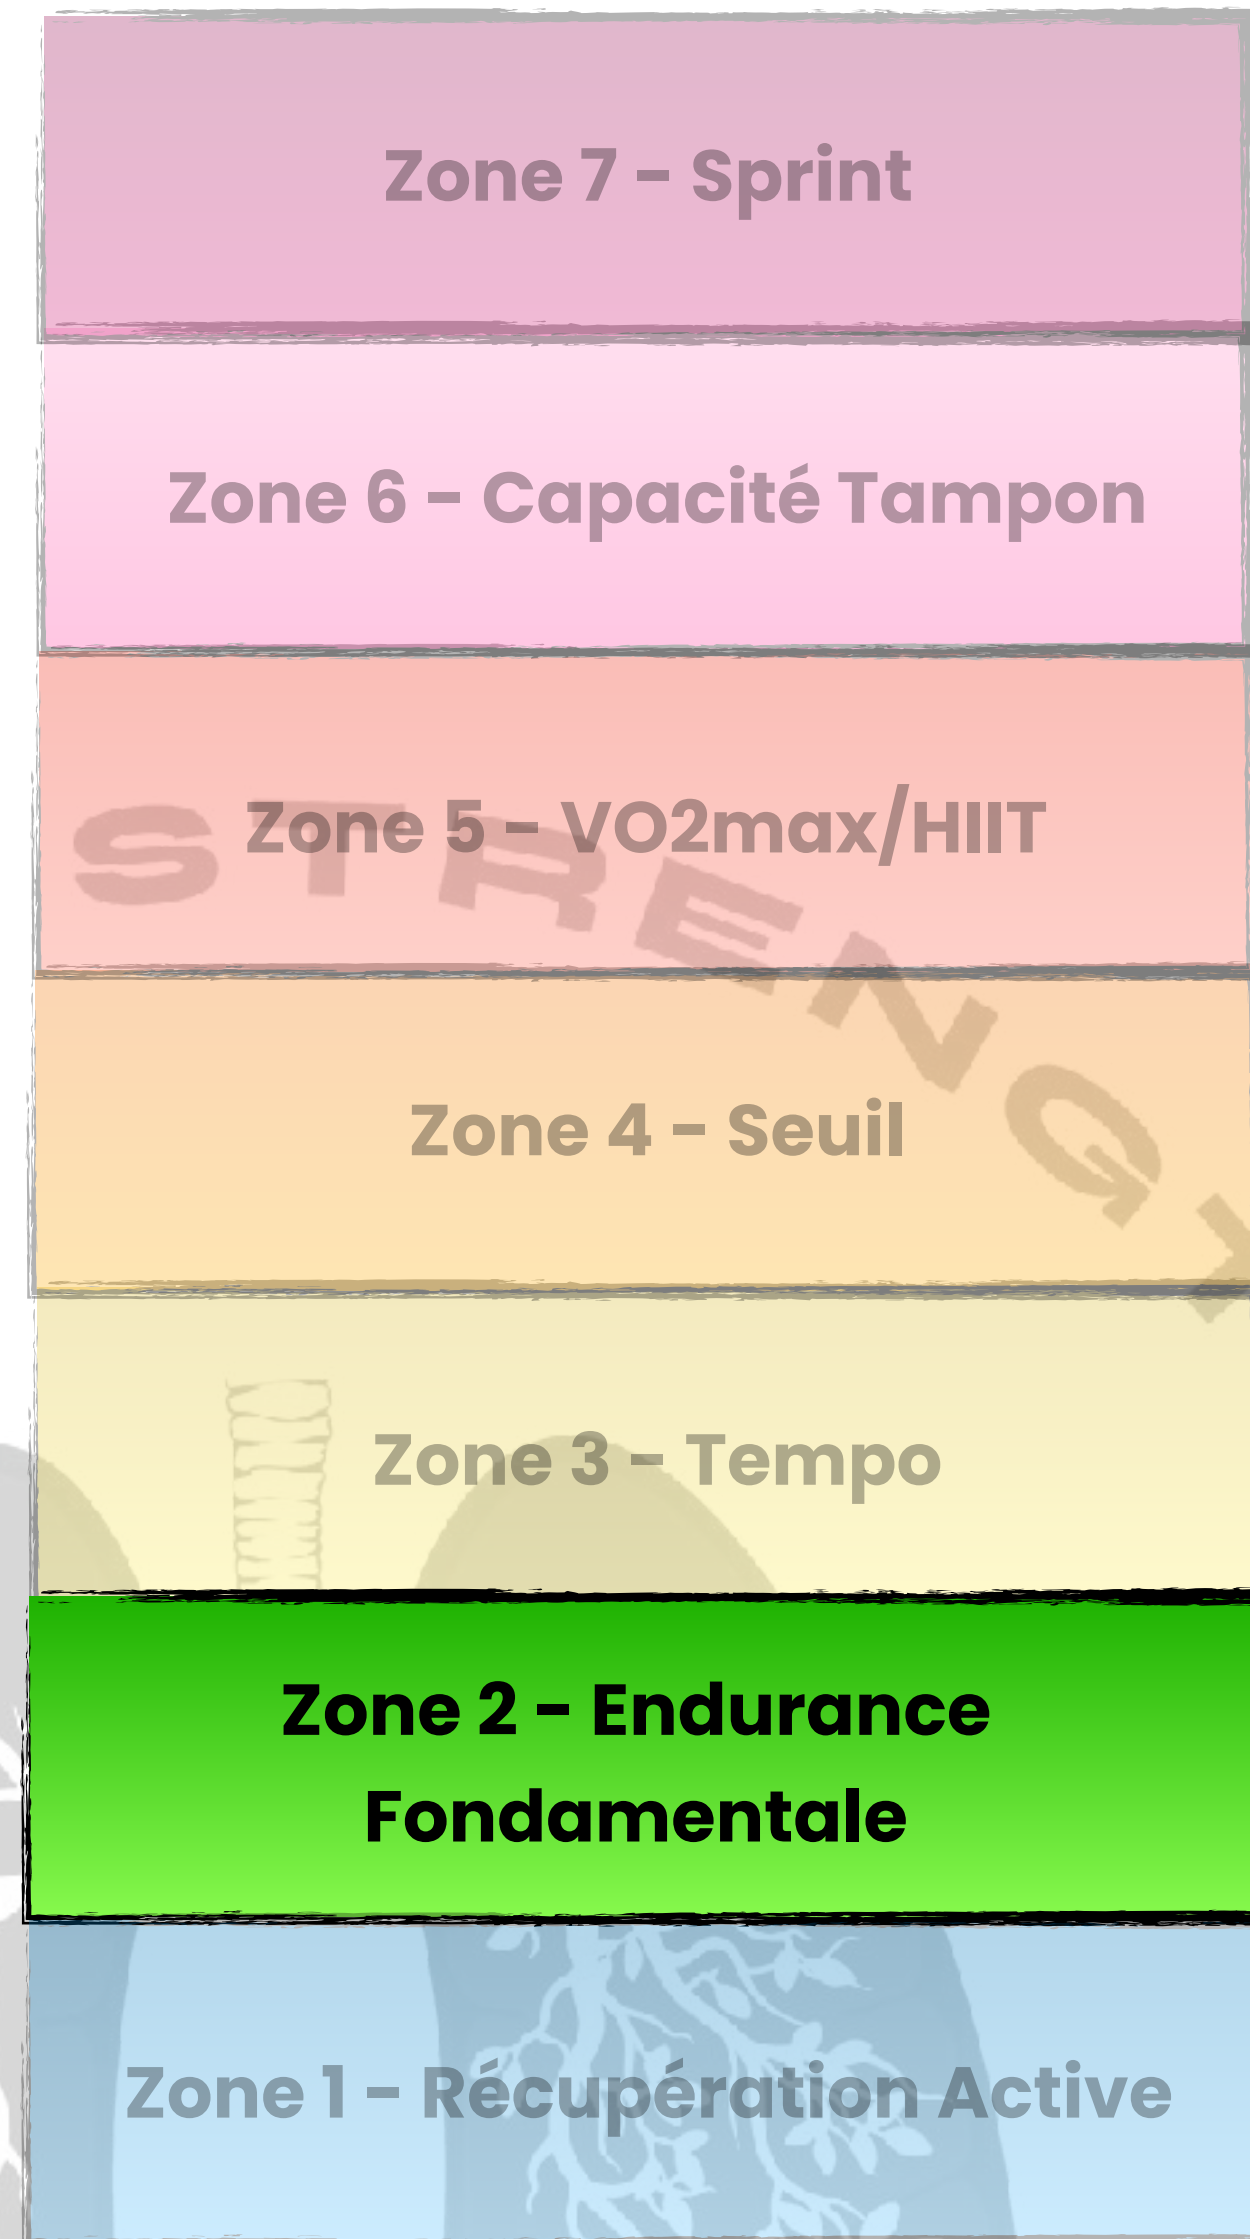 Zone 7 - Sprint
Zone 6 - Capacité Tampon
Zone 5 - VO2max/HIIT
STRENGT
Zone 4 - Seuil
Zone 3 - Tempo
Zone 2 - Endurance
Fondamentale
Zone 1 - Récupération Active